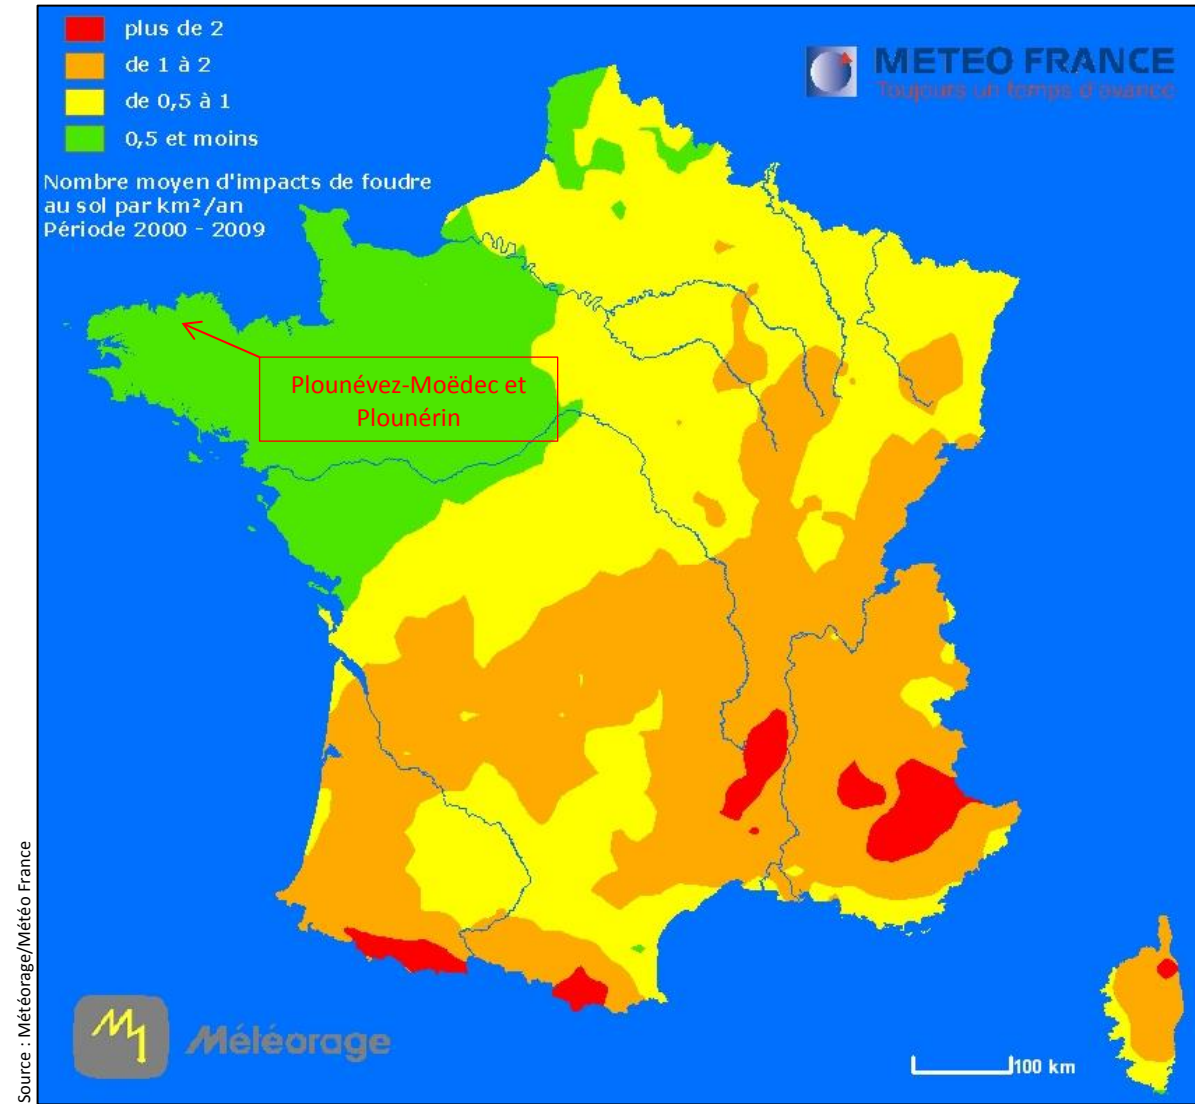 plus de 2
de 1 à 2
de 0,5 à 1
0,5 et moins
METEO FRANCE
Toujours un temps d'avance
Nombre moyen d'impacts de foudre
au sol par km²/an
Période 2000 - 2009
Plounévez-Moëdec et
Plounérin
Source : Météorage/Météo France
Météorage
100 km